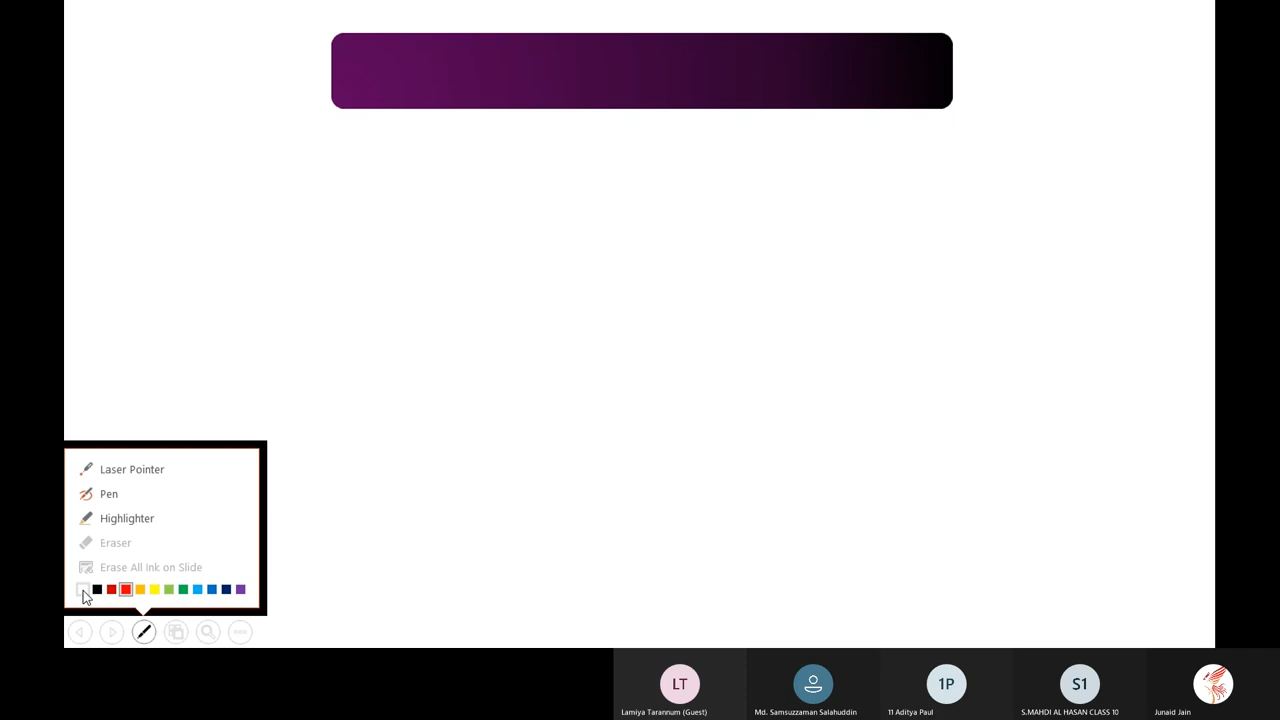 Laser Pointer
Pen
Highlighter
Eraser
Erase All Ink on Slide
LT
1P
S1
Lamiya Tarannum (Guest)
Md. Samsuzzaman Salahuddin
11 Aditya Paul
S.MAHDI AL HASAN CLASS 10
Junaid Jain